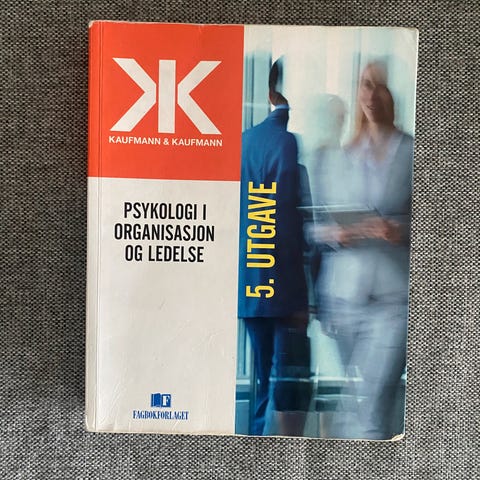 KAUFMANN & KAUFMANN
PSYKOLOGI I
ORGANISASJON
OG LEDELSE
5. UTGAVE
FAGBOKFORLAGET